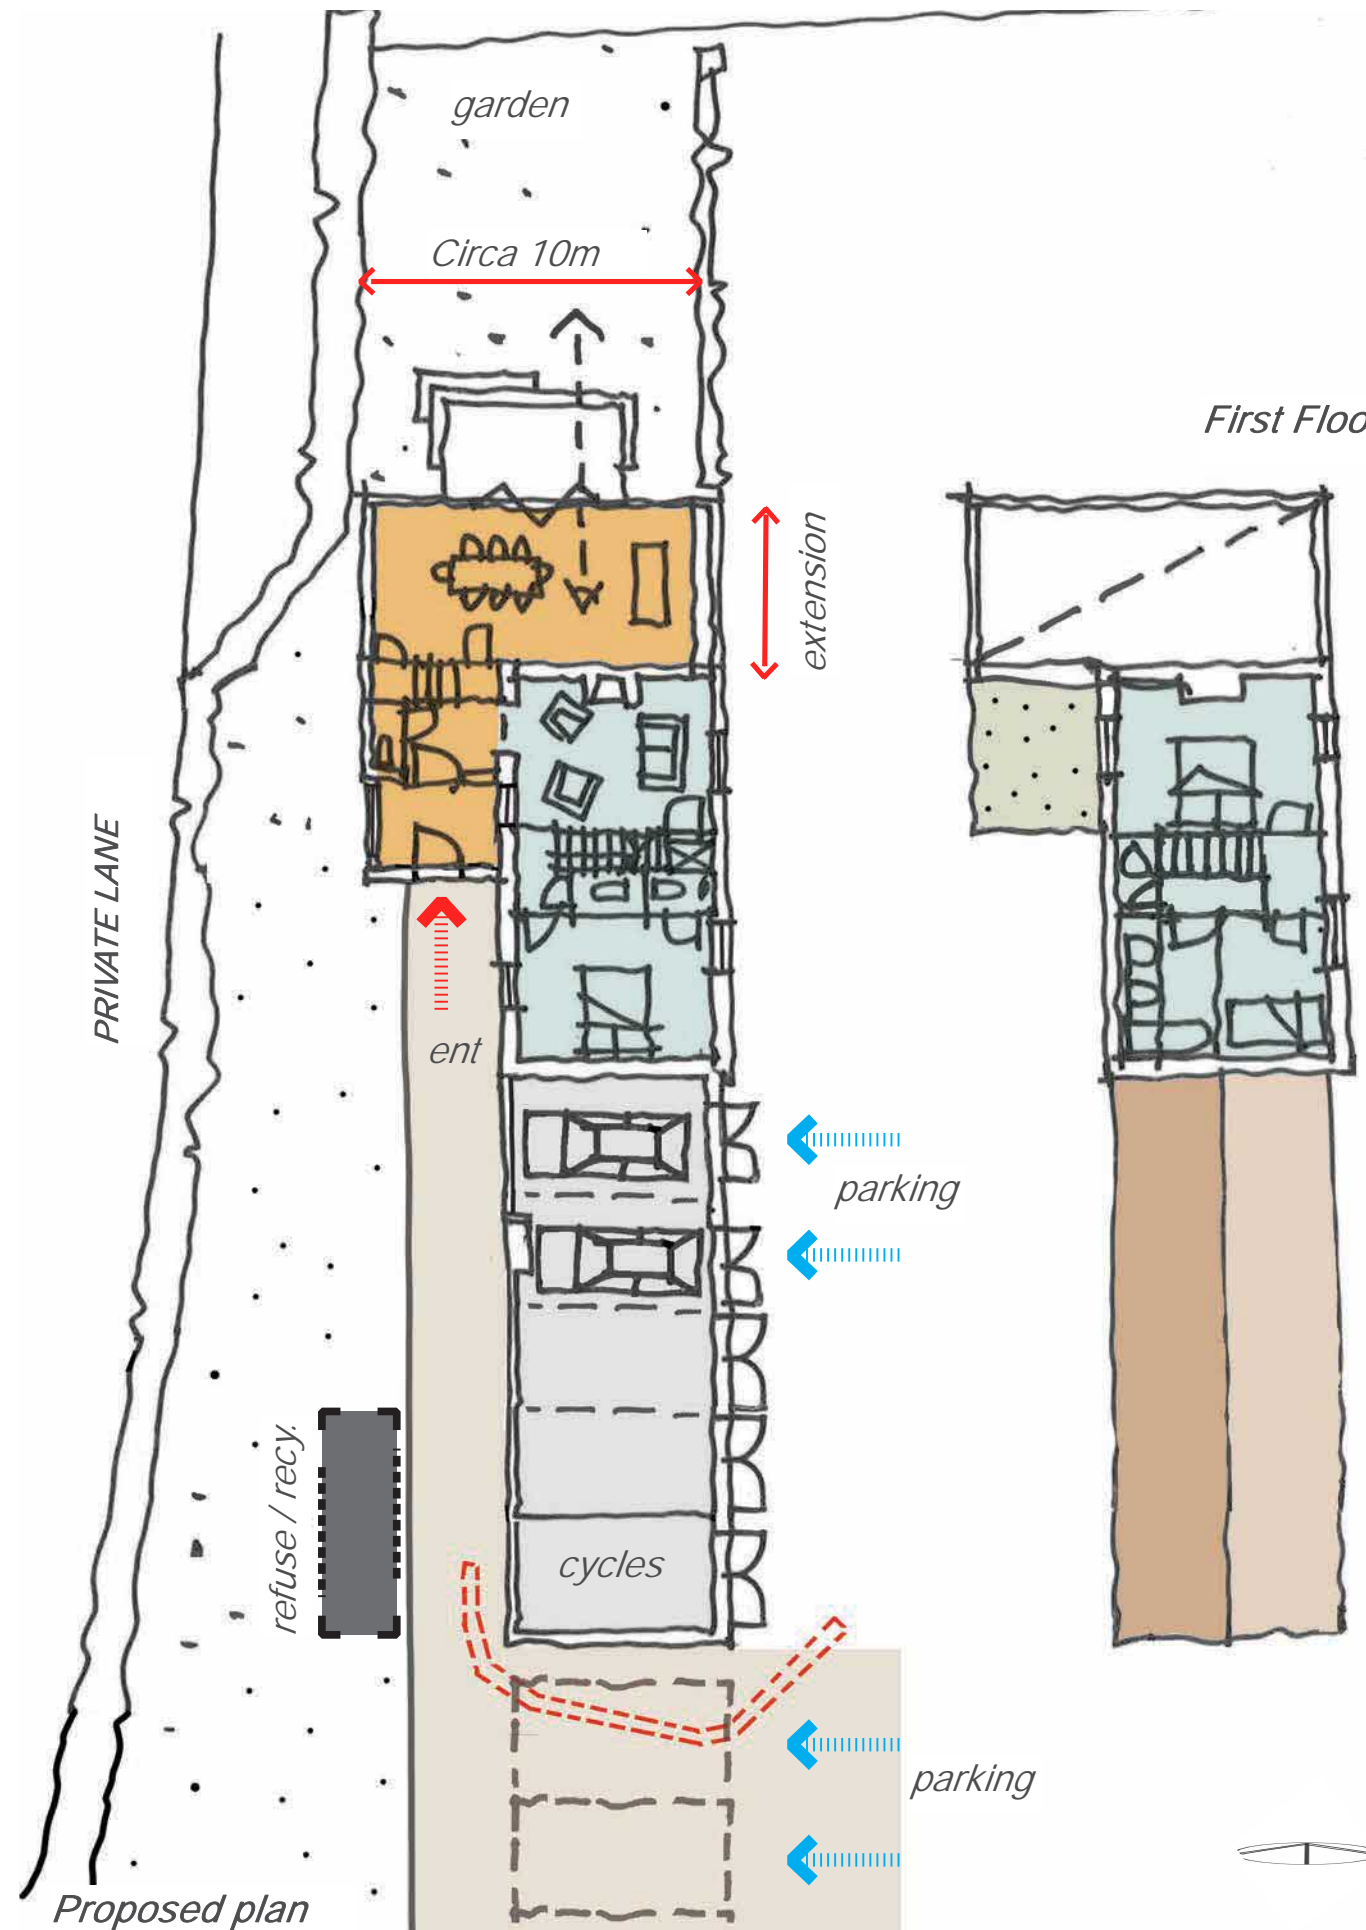 garden
Circa 10m
First Floo
extension
PRIVATE LANE
ent
parking
refuse / recy.
cycles
parking
Proposed plan